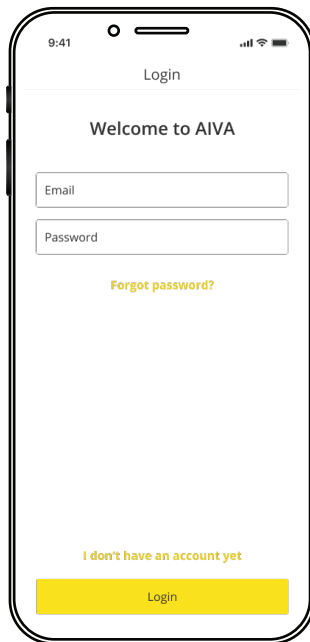 9:41
Login
Welcome to AIVA
Email
Password
Forgot password?
I don't have an account yet
Login